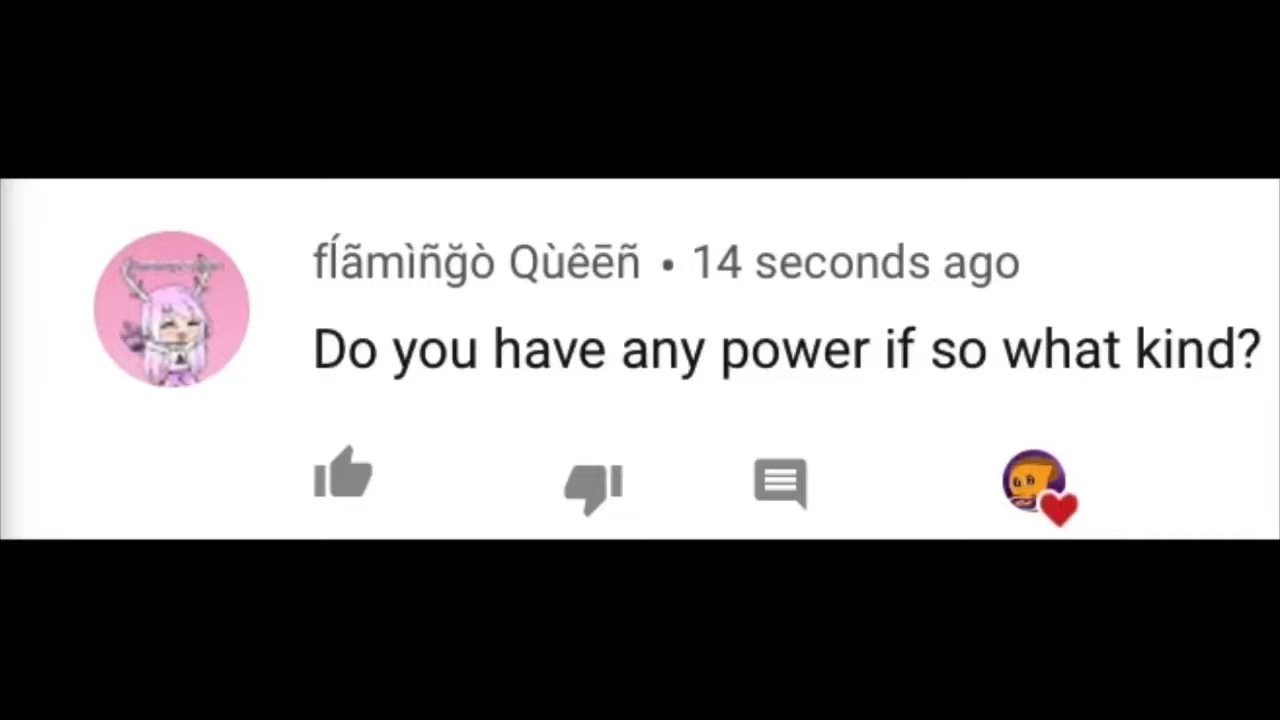 fĺãmìñğò Qùêēñ • 14 seconds ago
Do you have any power if so what kind?